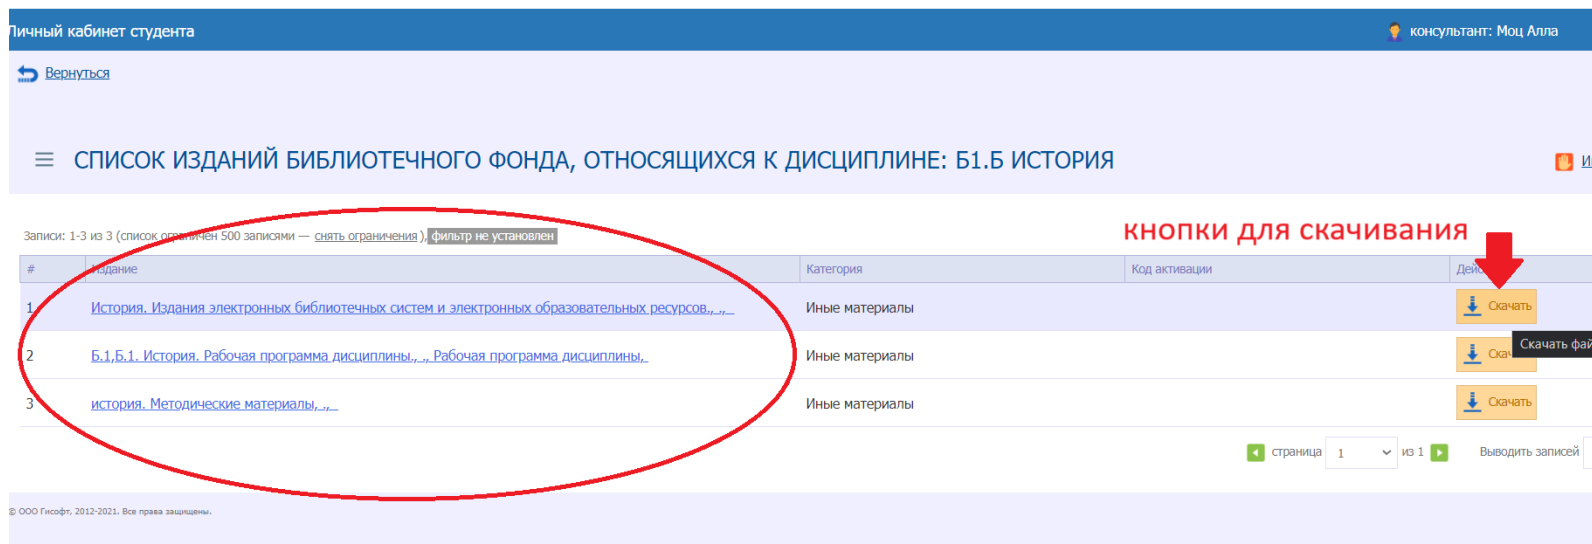 Личный кабинет студента
консультант: Моц Алла
Вернуться
СПИСОК ИЗДАНИЙ БИБЛИОТЕЧНОГО ФОНДА, ОТНОСЯЩИХСЯ К ДИСЦИПЛИНЕ: Б1.Б ИСТОРИЯ
Записи: 1-3 из 3 (список ограничен 500 записями — снять ограничения), фильтр не установлен
кнопки для скачивания
# Издание Категория Код активации
1 История. Издания электронных библиотечных систем и электронных образовательных ресурсов., ., Иные материалы Скачать
Скачать
2 Б.1,Б.1. История. Рабочая программа дисциплины., ., Рабочая программа дисциплины, Иные материалы
3 история. Методические материалы, ., Иные материалы Скачать
страница 1 из 1 Выводить записей
© ООО Гисофт, 2012-2021. Все права защищены.